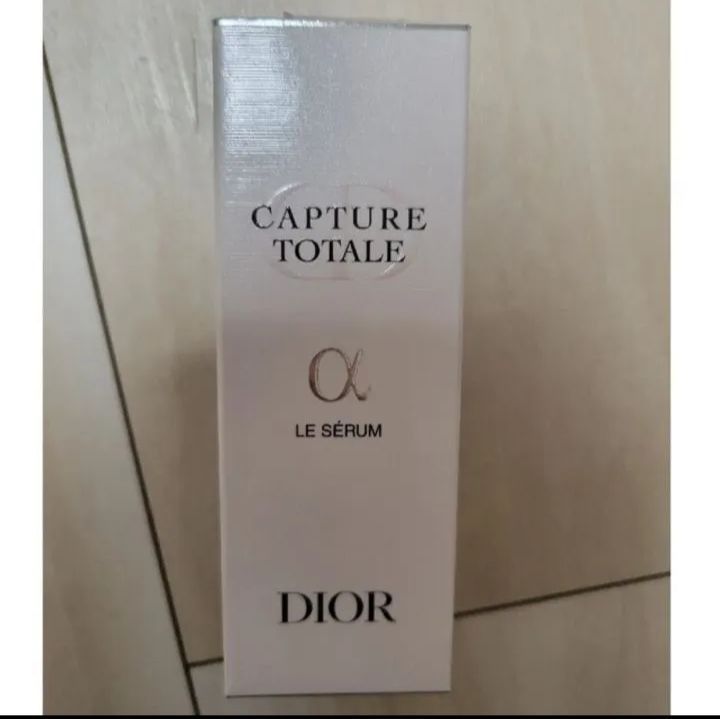 CAPTURE
TOTALE
α
LE SÉRUM
DIOR